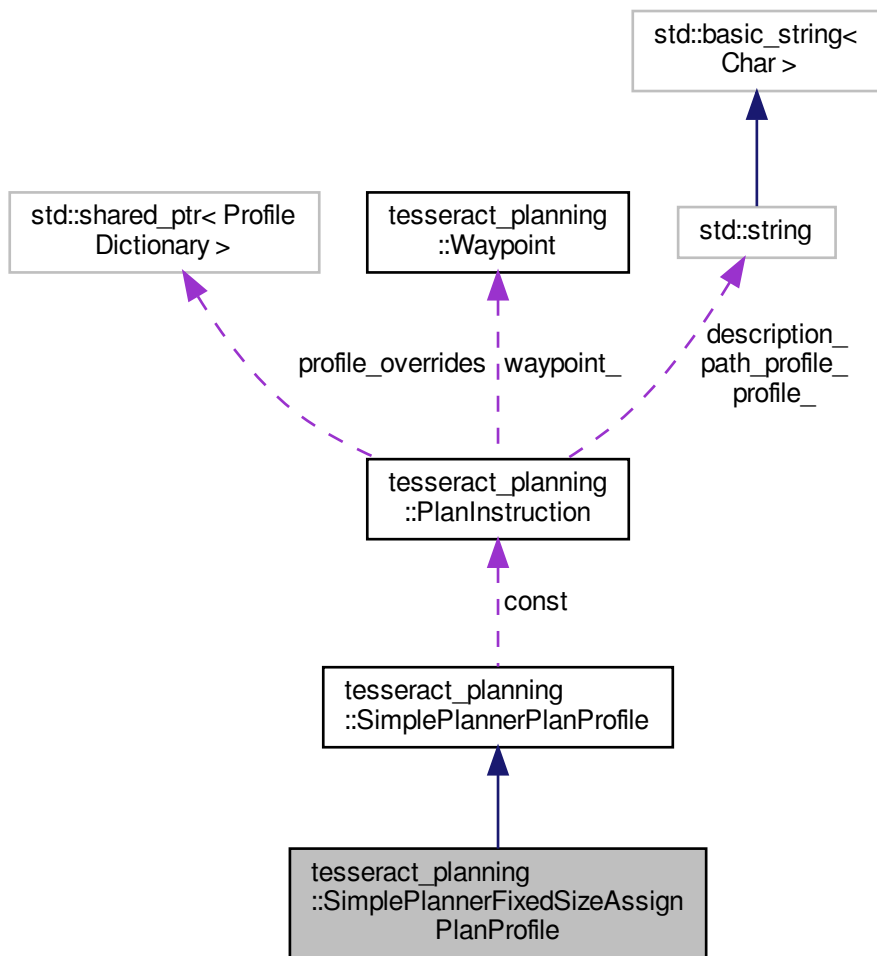 std::basic_string<
Char >
std::shared_ptr< Profile
Dictionary >
tesseract_planning
::Waypoint
std::string
profile_overrides
waypoint_
description_
path_profile_
profile_
tesseract_planning
::PlanInstruction
const
tesseract_planning
::SimplePlannerPlanProfile
tesseract_planning
::SimplePlannerFixedSizeAssign
PlanProfile